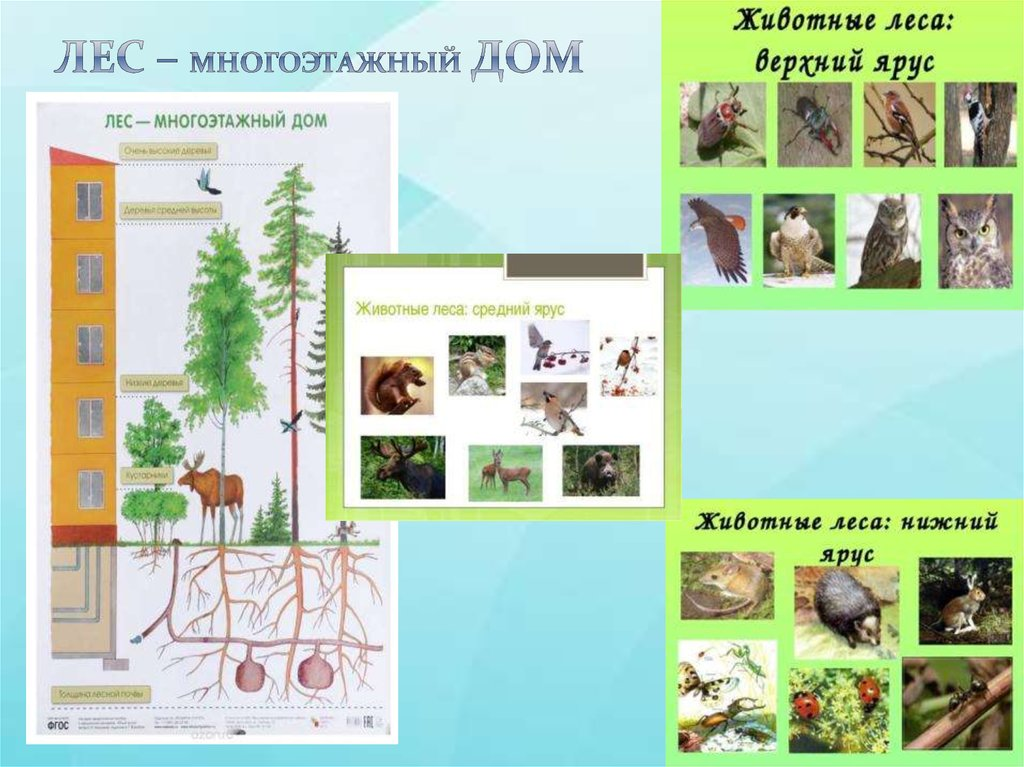 ЛЕС – МНОГОЭТАЖНЫЙ ДОМ
ЛЕС — МНОГОЭТАЖНЫЙ ДОМ
Очень высокие деревья
Деревья средней высоты
Низкие деревья
Кустарники
Толщина лесной почвы
ФГОС
Животные леса: средний ярус
Животные леса:
верхний ярус
Животные леса: нижний
ярус